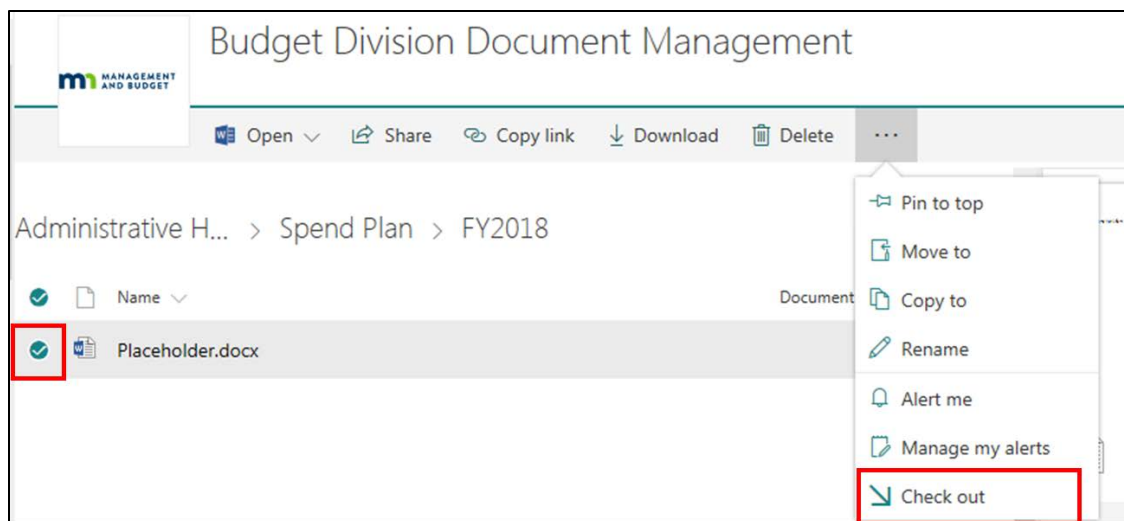 Budget Division Document Management
mn MANAGEMENT
AND BUDGET
Open Share Copy link Download Delete ...
Pin to top
Administrative H... > Spend Plan > FY2018
Move to
Name Document
Copy to
Placeholder.docx
Rename
Alert me
Manage my alerts
Check out